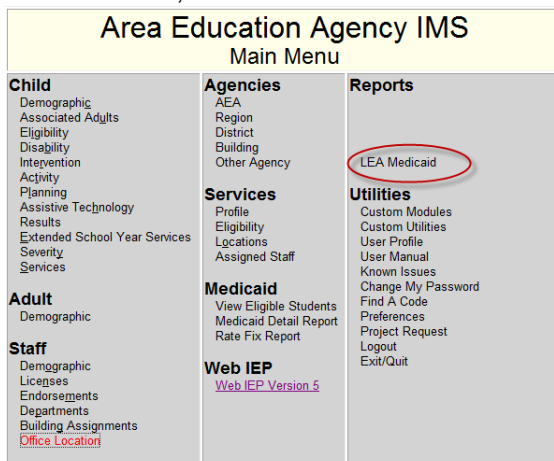 Area Education Agency IMS
Main Menu
Child
Demographic
Associated Adults
Eligibility
Disability
Intervention
Activity
Planning
Assistive Technology
Results
Extended School Year Services
Severity
Services
Adult
Demographic
Staff
Demographic
Licenses
Endorsements
Departments
Building Assignments
Office Location
Agencies
AEA
Region
District
Building
Other Agency
Services
Profile
Eligibility
Locations
Assigned Staff
Medicaid
View Eligible Students
Medicaid Detail Report
Rate Fix Report
Web IEP
Web IEP Version 5
Reports
LEA Medicaid
Utilities
Custom Modules
Custom Utilities
User Profile
User Manual
Known Issues
Change My Password
Find A Code
Preferences
Project Request
Logout
Exit/Quit